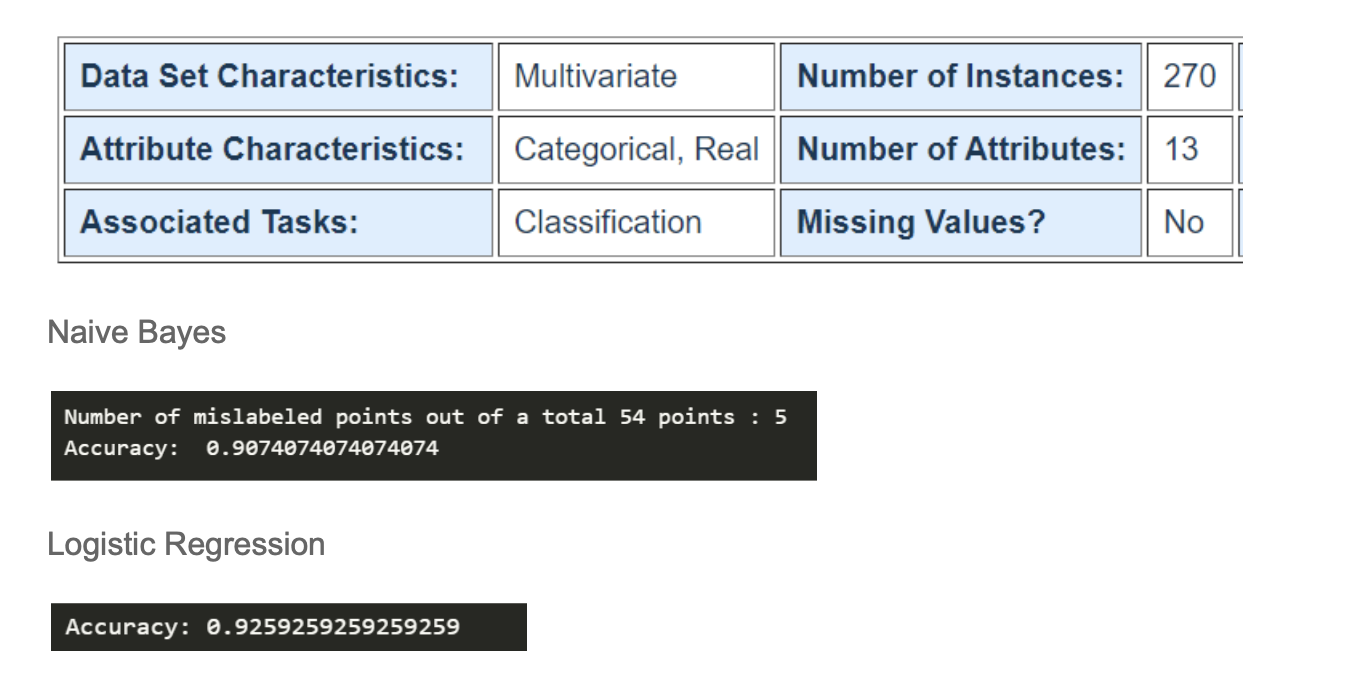 Data Set Characteristics: Multivariate Number of Instances: 270
Attribute Characteristics: Categorical, Real Number of Attributes: 13
Associated Tasks: Classification Missing Values? No
Naive Bayes
Number of mislabeled points out of a total 54 points : 5
Accuracy:  0.9074074074074074
Logistic Regression
Accuracy: 0.9259259259259259